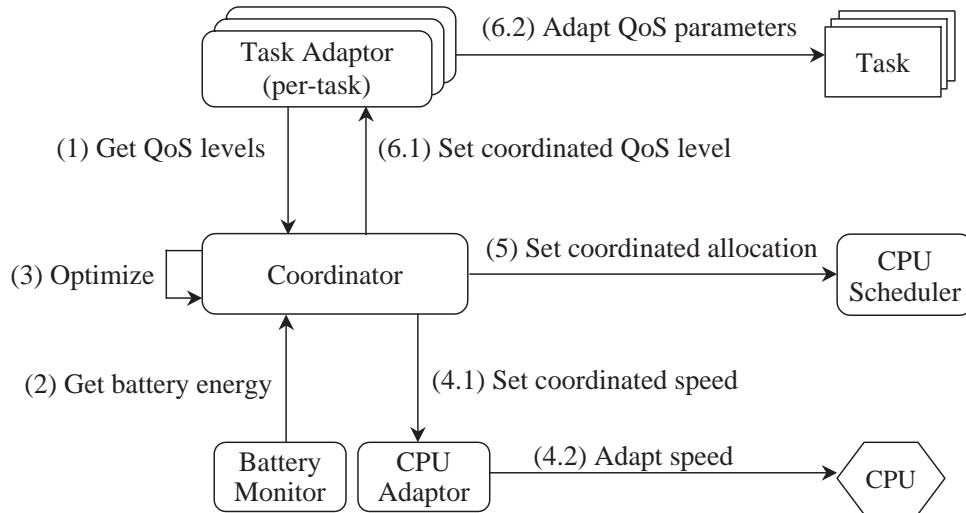 Task Adaptor
(per-task)
(6.2) Adapt QoS parameters
Task
(1) Get QoS levels
(6.1) Set coordinated QoS level
(3) Optimize
Coordinator
(5) Set coordinated allocation
CPU
Scheduler
(2) Get battery energy
(4.1) Set coordinated speed
Battery
Monitor
CPU
Adaptor
(4.2) Adapt speed
CPU